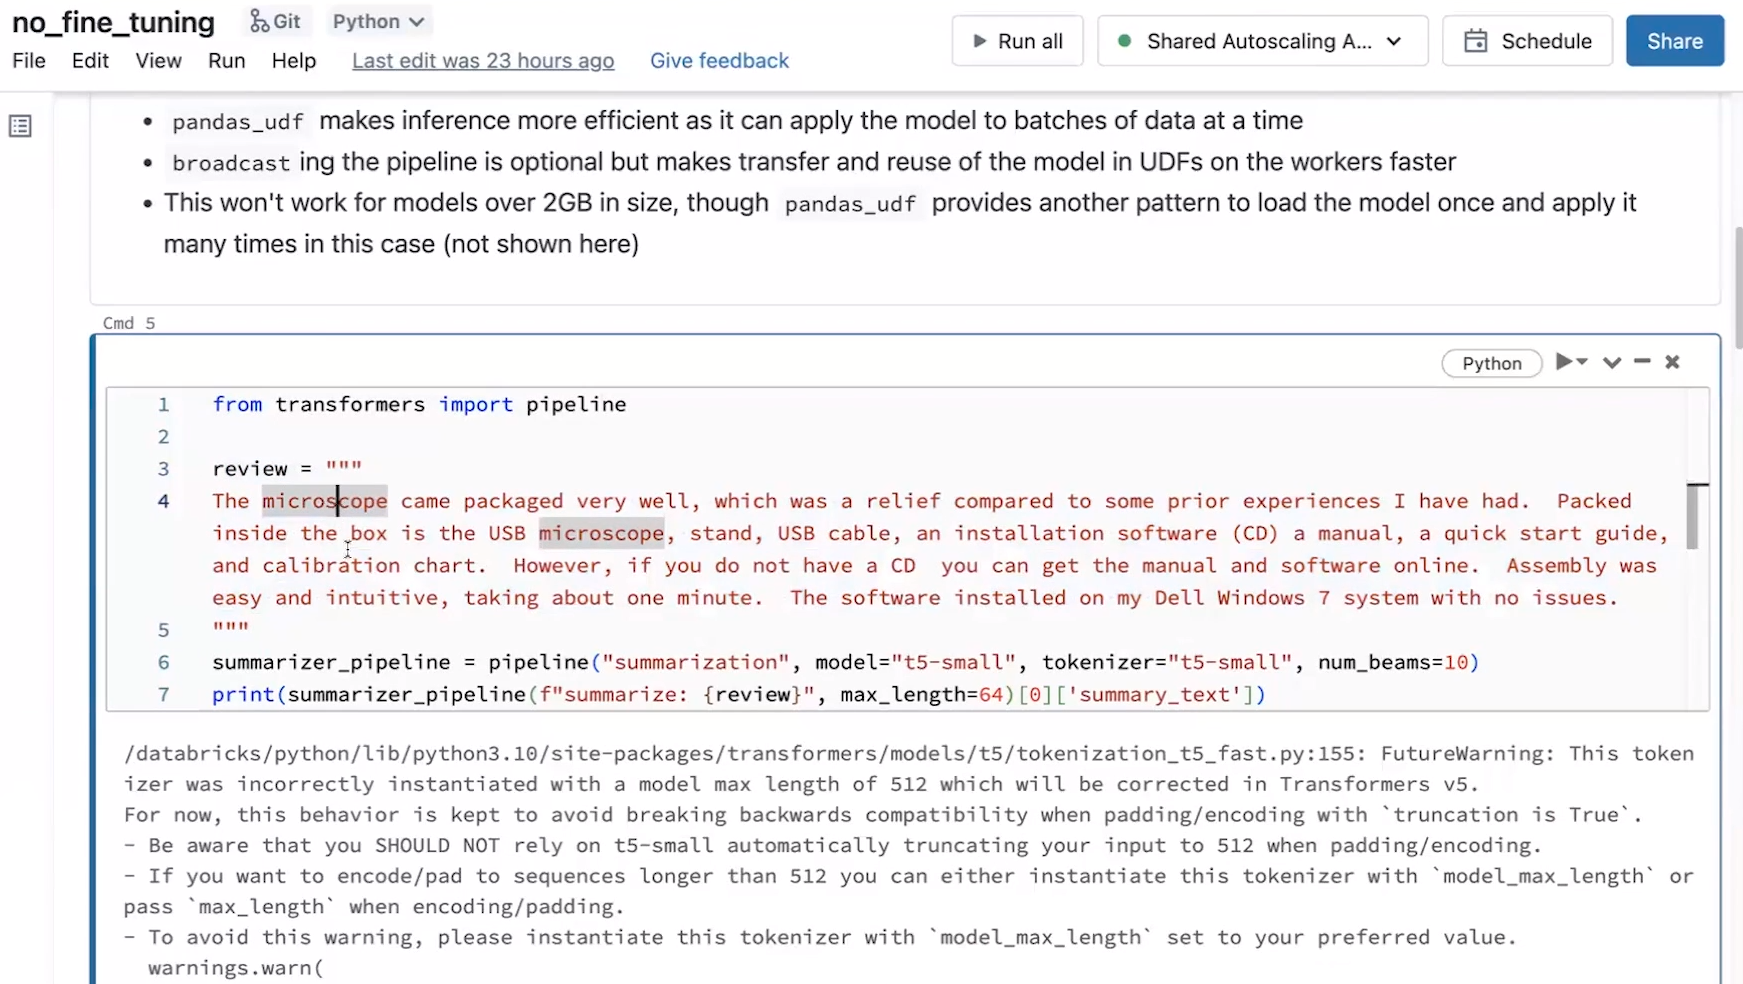 no_fine_tuning Git Python
Run all Shared Autoscaling A... Schedule Share
File Edit View Run Help Last edit was 23 hours ago Give feedback
• pandas_udf makes inference more efficient as it can apply the model to batches of data at a time
• broadcast ing the pipeline is optional but makes transfer and reuse of the model in UDFs on the workers faster
• This won't work for models over 2GB in size, though pandas_udf provides another pattern to load the model once and apply it
many times in this case (not shown here)
Cmd 5
Python
1 from transformers import pipeline
2
3 review = """
4 The microscope came packaged very well, which was a relief compared to some prior experiences I have had.  Packed
inside the box is the USB microscope, stand, USB cable, an installation software (CD) a manual, a quick start guide,
and calibration chart.  However, if you do not have a CD  you can get the manual and software online.  Assembly was
easy and intuitive, taking about one minute.  The software installed on my Dell Windows 7 system with no issues.
5 """
6 summarizer_pipeline = pipeline("summarization", model="t5-small", tokenizer="t5-small", num_beams=10)
7 print(summarizer_pipeline(f"summarize: {review}", max_length=64)[0]['summary_text'])
/databricks/python/lib/python3.10/site-packages/transformers/models/t5/tokenization_t5_fast.py:155: FutureWarning: This token
izer was incorrectly instantiated with a model max length of 512 which will be corrected in Transformers v5.
For now, this behavior is kept to avoid breaking backwards compatibility when padding/encoding with `truncation is True`.
- Be aware that you SHOULD NOT rely on t5-small automatically truncating your input to 512 when padding/encoding.
- If you want to encode/pad to sequences longer than 512 you can either instantiate this tokenizer with `model_max_length` or
pass `max_length` when encoding/padding.
- To avoid this warning, please instantiate this tokenizer with `model_max_length` set to your preferred value.
warnings.warn(